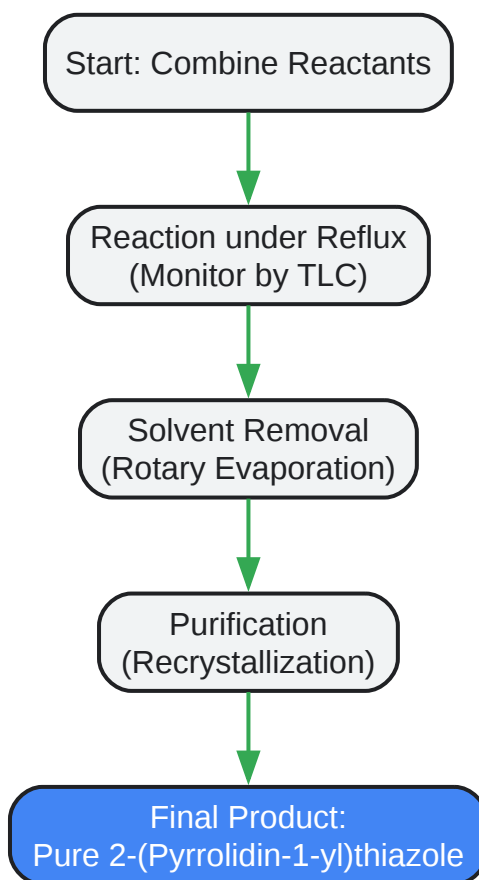 Start: Combine Reactants
Reaction under Reflux
(Monitor by TLC)
Solvent Removal
(Rotary Evaporation)
Purification
(Recrystallization)
Final Product:
Pure 2-(Pyrrolidin-1-yl)thiazole